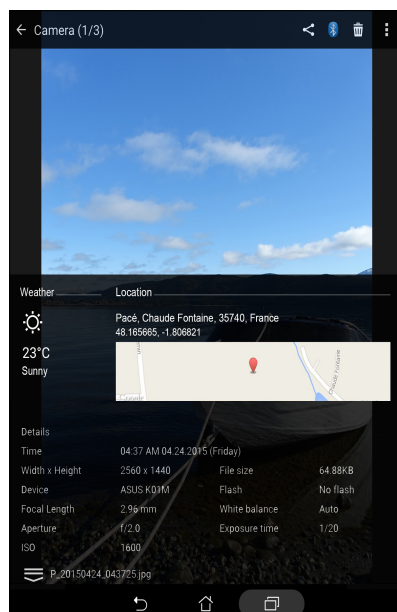 Camera (1/3)
Weather Location
Pacé, Chaude Fontaine, 35740, France
48.165665, -1.806821
23°C
Sunny
Chaude Fontaine
Google
Details
Time 04:37 AM 04.24.2015 (Friday)
Width x Height 2560 x 1440 File size 64.88KB
Device ASUS K01M Flash No flash
Focal Length 2.96 mm White balance Auto
Aperture f/2.0 Exposure time 1/20
ISO 1600
P_20150424_043725.jpg